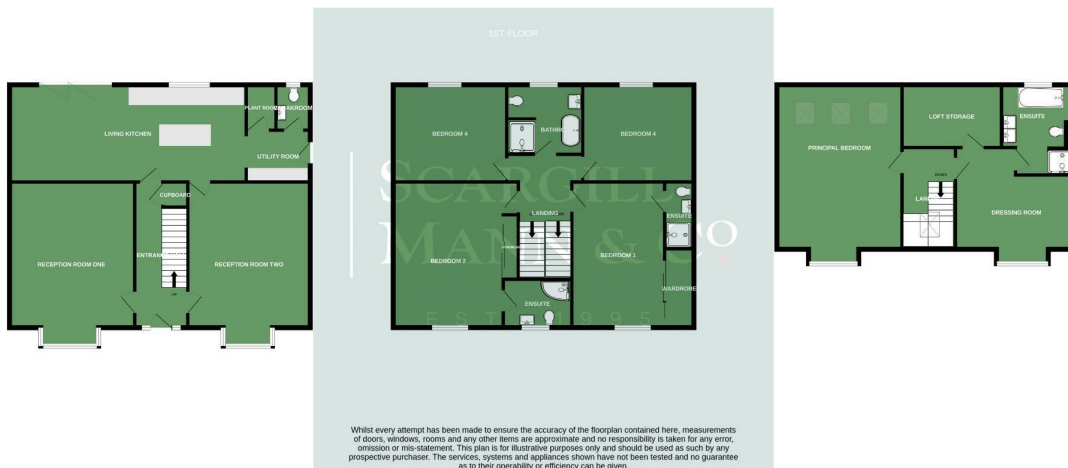 1ST FLOOR
LIVING KITCHEN
PLANT ROOM
CLOAKROOM
UTILITY ROOM
CUPBOARD
ENTRANCE
RECEPTION ROOM ONE
RECEPTION ROOM TWO
UP
BEDROOM 4
BATHROOM
BEDROOM 4
LANDING
ENSUITE
BEDROOM 2
BEDROOM 1
WARDROBE
ENSUITE
SCARGILL
MANN & CO
EST 1995
PRINCIPAL BEDROOM
LOFT STORAGE
ENSUITE
DOWN
DRESSING ROOM
Whilst every attempt has been made to ensure the accuracy of the floorplan contained here, measurements
of doors, windows, rooms and any other items are approximate and no responsibility is taken for any error,
omission or mis-statement. This plan is for illustrative purposes only and should be used as such by any
prospective purchaser. The services, systems and appliances shown have not been tested and no guarantee
as to their operability or efficiency can be given